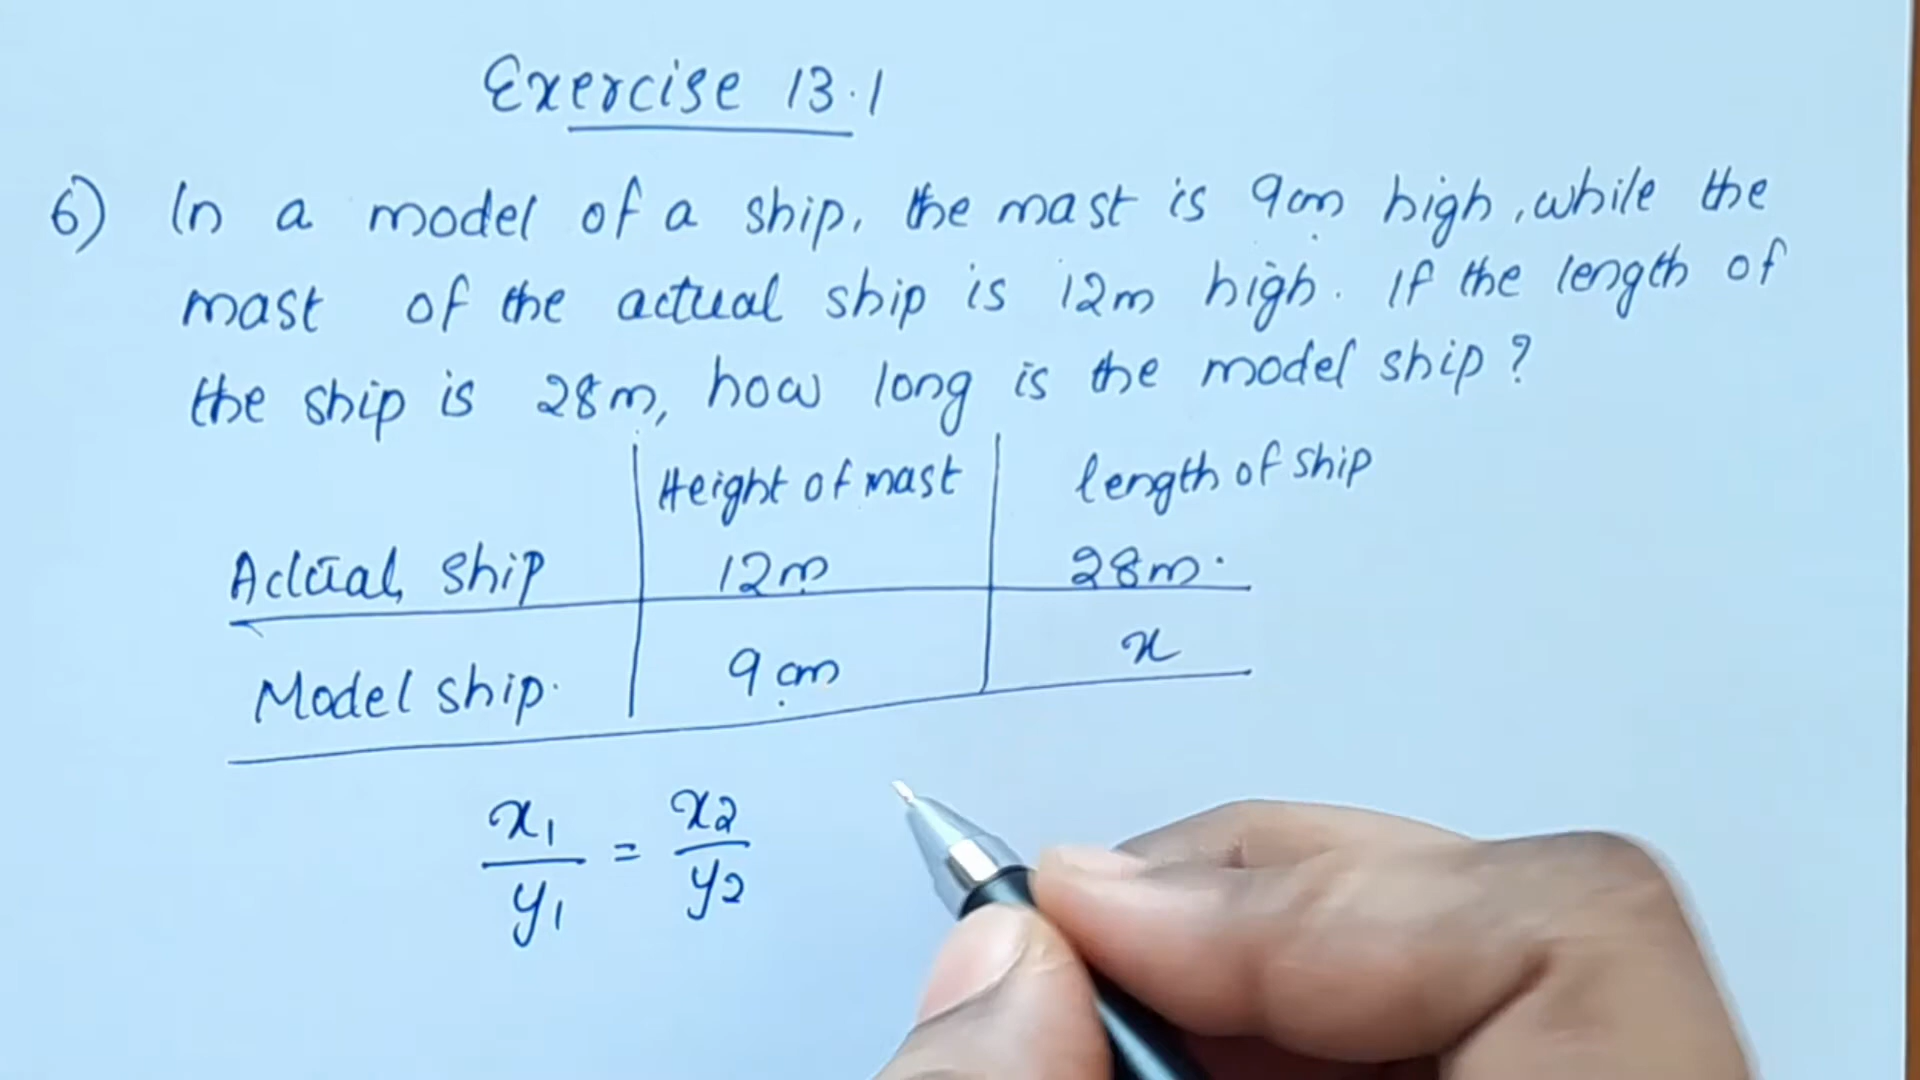 Exercise 13.1
6) In a model of a ship, the mast is 9cm high, while the
mast of the actual ship is 12m high. If the length of
the ship is 28m, how long is the model ship?
Height of mast length of ship
Actual ship 12m 28m.
Model ship. 9 cm x
x1/y1 = x2/y2